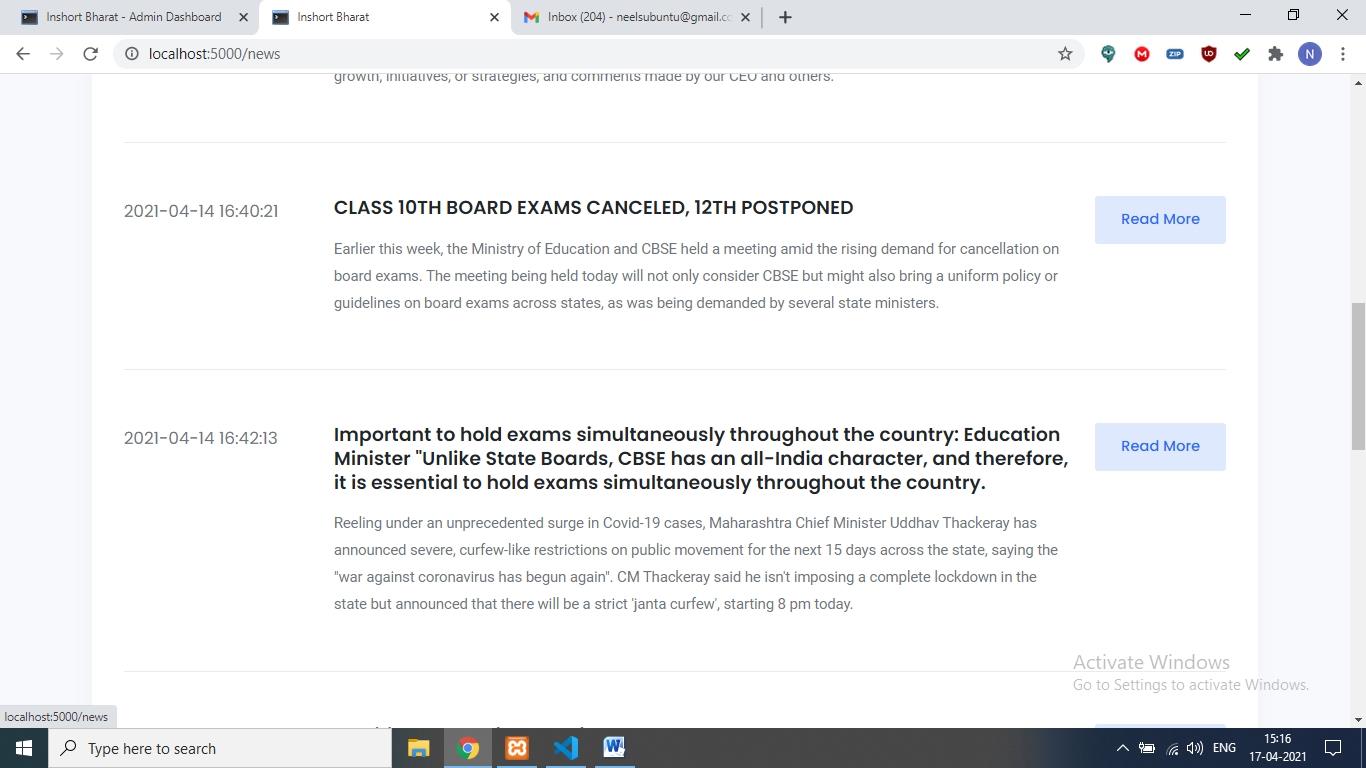 Inshort Bharat - Admin Dashboard
Inshort Bharat
Inbox (204) - neelsubuntu@gmail.cc
localhost:5000/news
ZIP
N
growth, initiatives, or strategies, and comments made by our CEO and others.
2021-04-14 16:40:21
CLASS 10TH BOARD EXAMS CANCELED, 12TH POSTPONED
Read More
Earlier this week, the Ministry of Education and CBSE held a meeting amid the rising demand for cancellation on
board exams. The meeting being held today will not only consider CBSE but might also bring a uniform policy or
guidelines on board exams across states, as was being demanded by several state ministers.
2021-04-14 16:42:13
Important to hold exams simultaneously throughout the country: Education
Minister "Unlike State Boards, CBSE has an all-India character, and therefore,
it is essential to hold exams simultaneously throughout the country.
Read More
Reeling under an unprecedented surge in Covid-19 cases, Maharashtra Chief Minister Uddhav Thackeray has
announced severe, curfew-like restrictions on public movement for the next 15 days across the state, saying the
"war against coronavirus has begun again". CM Thackeray said he isn't imposing a complete lockdown in the
state but announced that there will be a strict 'janta curfew', starting 8 pm today.
Activate Windows
Go to Settings to activate Windows.
localhost:5000/news
Type here to search
ENG
15:16
17-04-2021